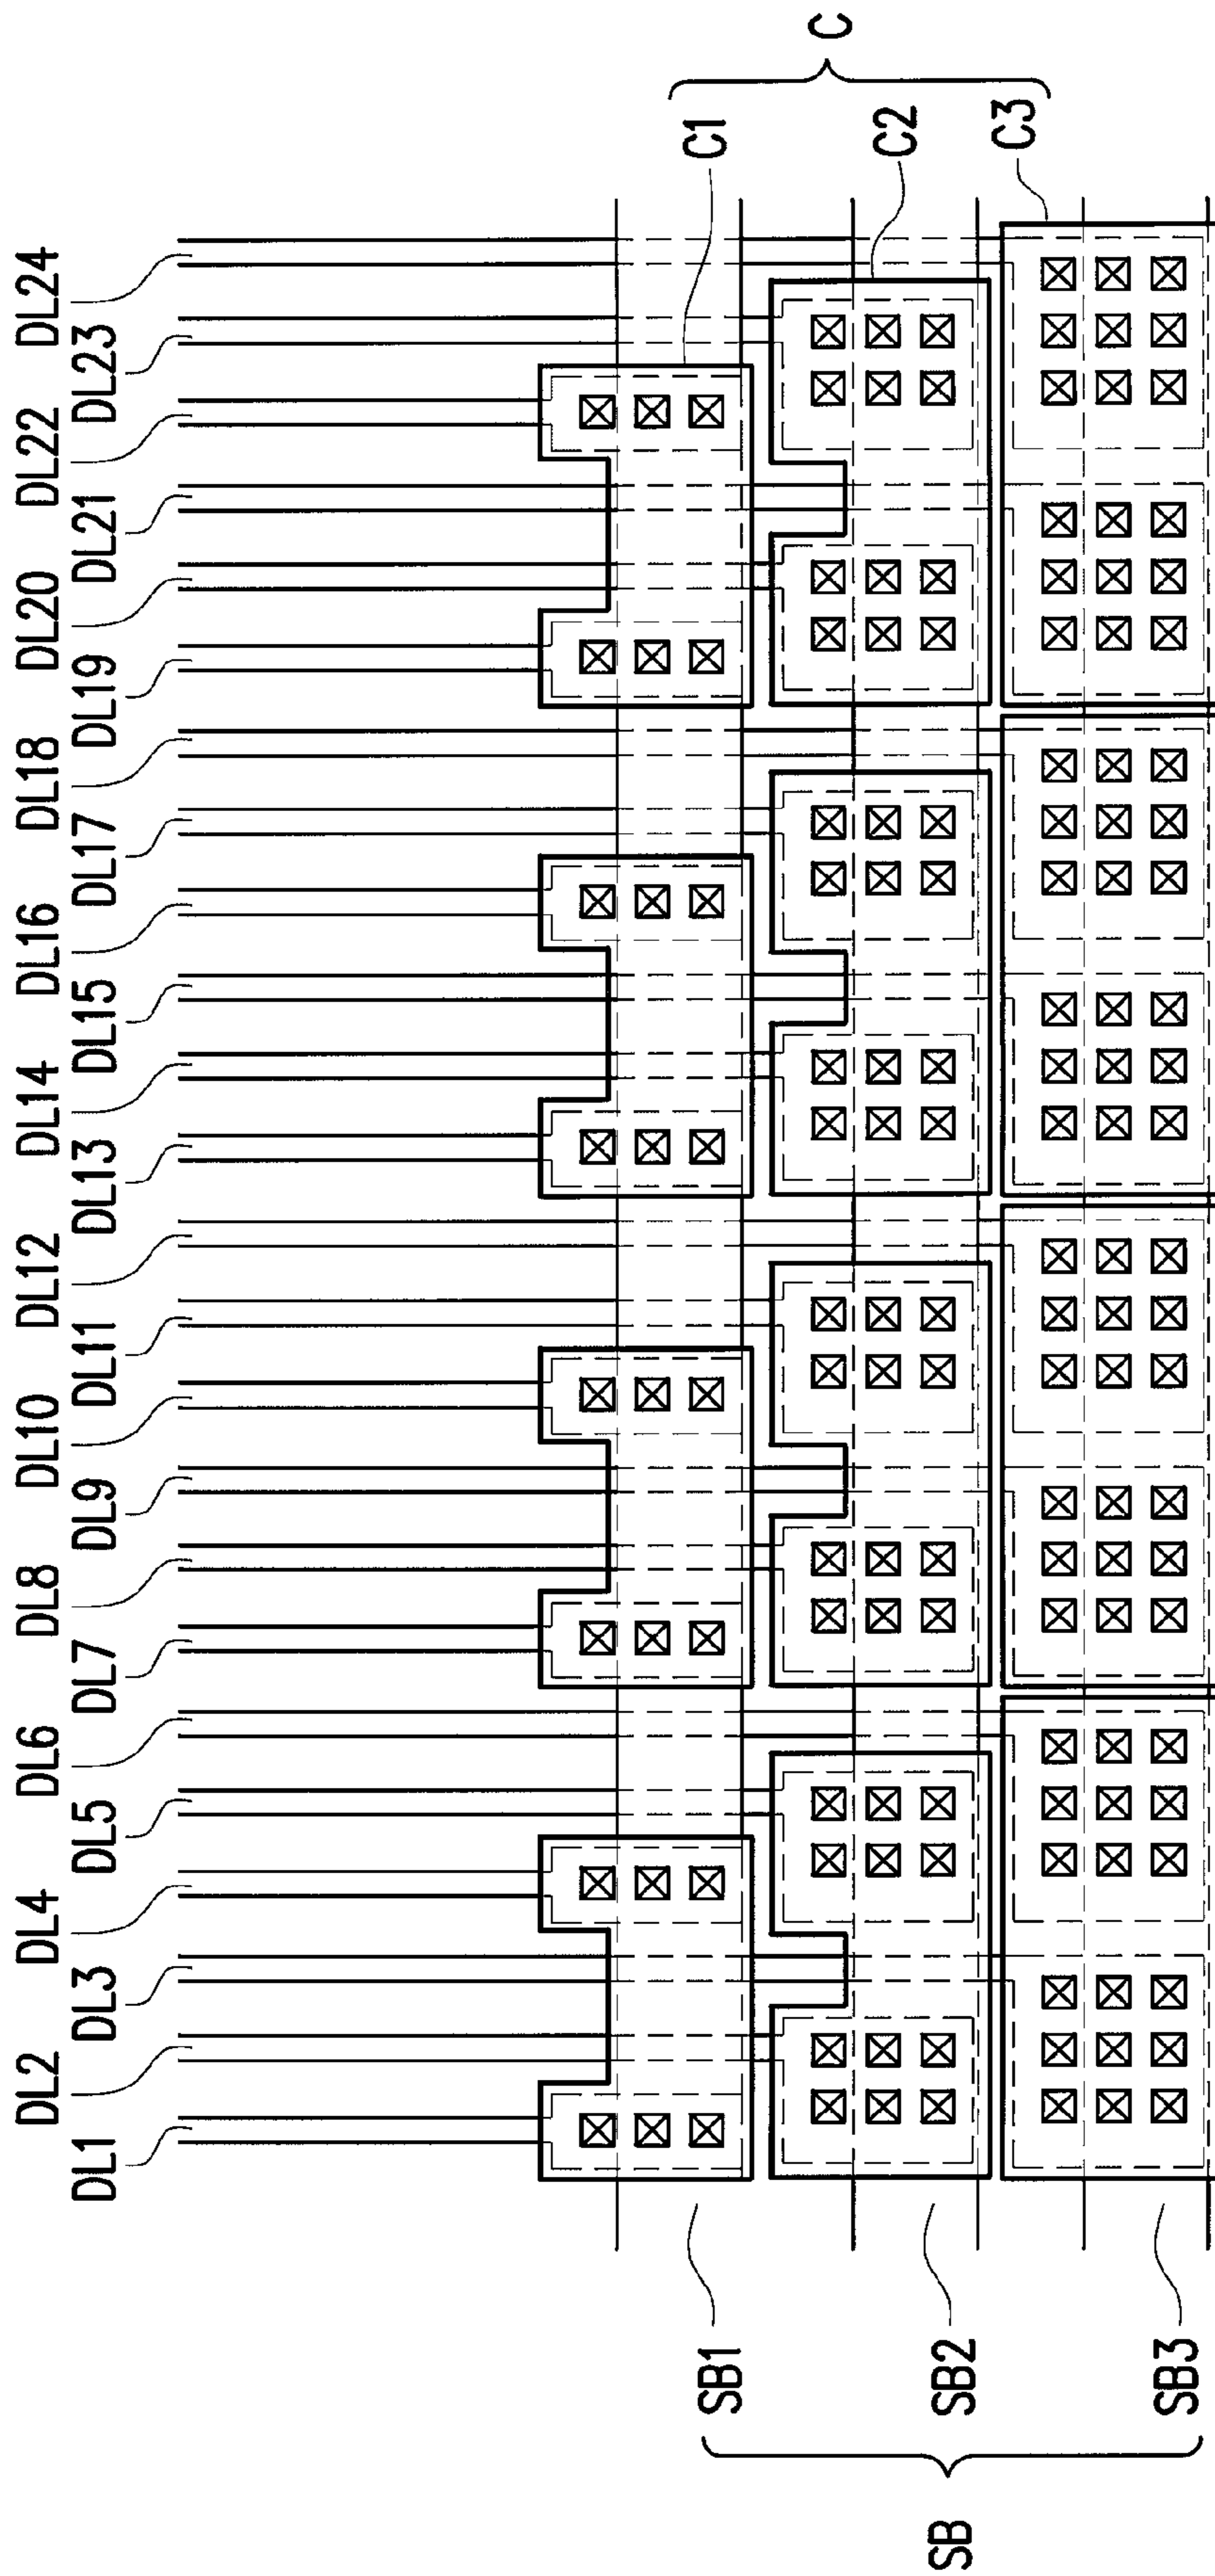 DL1
DL2
DL3
DL4
DL5
DL6
DL7
DL8
DL9
DL10
DL11
DL12
DL13
DL14
DL15
DL16
DL17
DL18
DL19
DL20
DL21
DL22
DL23
DL24
C1
C2
C3
C
SB1
SB2
SB3
SB